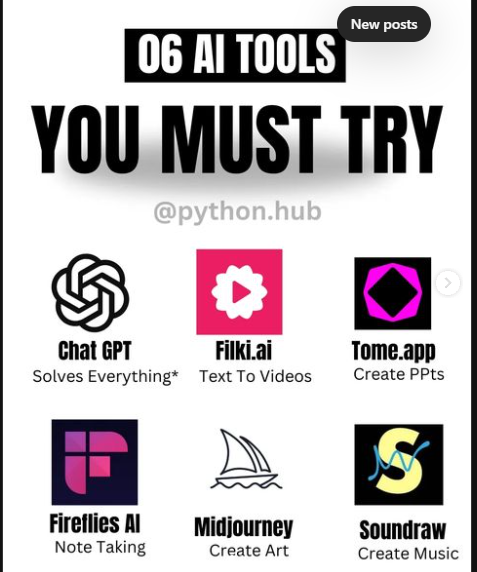 New posts
06 AI TOOLS
YOU MUST TRY
@python.hub
Chat GPT
Solves Everything*
Filki.ai
Text To Videos
Tome.app
Create PPts
Fireflies AI
Note Taking
Midjourney
Create Art
Soundraw
Create Music